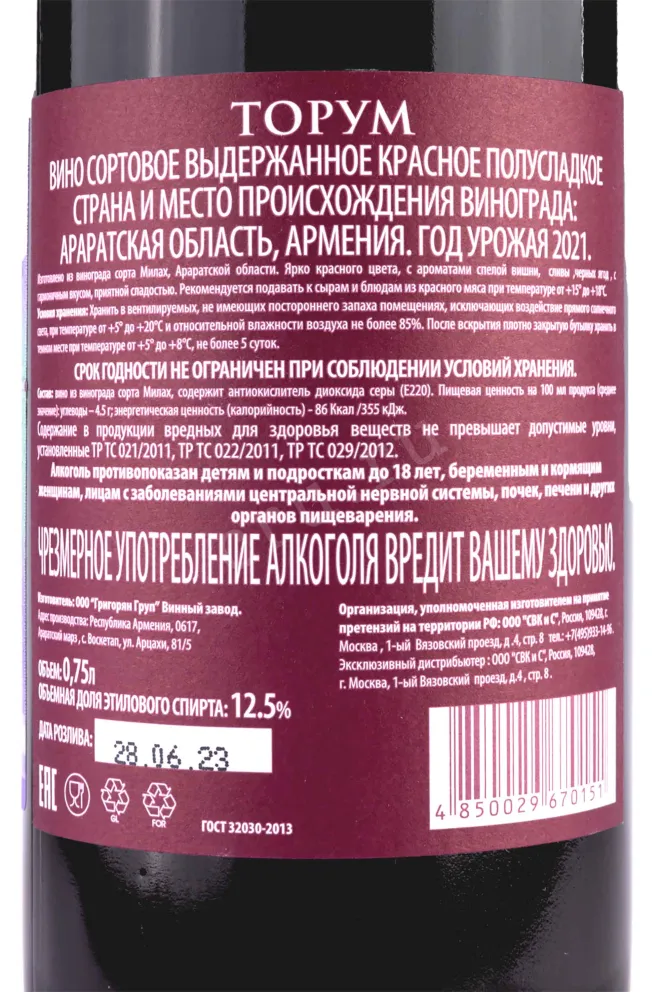 ТОРУМ
ВИНО СОРТОВОЕ ВЫДЕРЖАННОЕ КРАСНОЕ ПОЛУСЛАДКОЕ
СТРАНА И МЕСТО ПРОИСХОЖДЕНИЯ ВИНОГРАДА:
АРАРАТСКАЯ ОБЛАСТЬ, АРМЕНИЯ. ГОД УРОЖАЯ 2021.
Изготовлено из винограда сорта Милах, Араратской области. Ярко красного цвета, с ароматами спелой вишни, сливы ,черных ягод , с
гармоничным вкусом, приятной сладостью. Рекомендуется подавать к сырам и блюдам из красного мяса при температуре от +15° до +18°С.
Условия хранения: Хранить в вентилируемых, не имеющих постороннего запаха помещениях, исключающих воздействие прямого солнечного
света, при температуре от +5° до +20°С и относительной влажности воздуха не более 85%. После вскрытия плотно закрытую бутылку хранить в
темном месте при температуре от +5° до +8°С, не более 5 суток.
СРОК ГОДНОСТИ НЕ ОГРАНИЧЕН ПРИ СОБЛЮДЕНИИ УСЛОВИЙ ХРАНЕНИЯ.
Состав: вино из винограда сорта Милах, содержит антиокислитель диоксида серы (Е220). Пищевая ценность на 100 мл продукта (среднее
значение): углеводы – 4.5 г; энергетическая ценность (калорийность) - 86 Ккал /355 кДж.
Содержание в продукции вредных для здоровья веществ не превышает допустимые уровни,
установленные ТР ТС 021/2011, ТР ТС 022/2011, ТР ТС 029/2012.
Алкоголь противопоказан детям и подросткам до 18 лет, беременным и кормящим
женщинам, лицам с заболеваниями центральной нервной системы, почек, печени и других
органов пищеварения.
ЧРЕЗМЕРНОЕ УПОТРЕБЛЕНИЕ АЛКОГОЛЯ ВРЕДИТ ВАШЕМУ ЗДОРОВЬЮ.
Изготовитель: ООО "Григорян Груп" Винный завод.
Адрес производства: Республика Армения, 0617,
Араратский марз , с. Воскетап, ул. Арцахи, 81/5
Организация, уполномоченная изготовителем на принятие
претензий на территории РФ: ООО "СВК и С", Россия, 109428, г.
Москва , 1-ый Вязовский проезд, д .4, стр. 8 тел.: +7(495)933-14-96.
Эксклюзивный дистрибьютер : ООО "СВК и С", Россия, 109428,
г. Москва, 1-ый Вязовский проезд, д.4, стр. 8 .
ОБЪЕМ: 0,75л
ОБЪЕМНАЯ ДОЛЯ ЭТИЛОВОГО СПИРТА: 12.5%
ДАТА РОЗЛИВА: 28.06.23
EAC
GL
FOR
ГОСТ 32030-2013
4 850029 670151